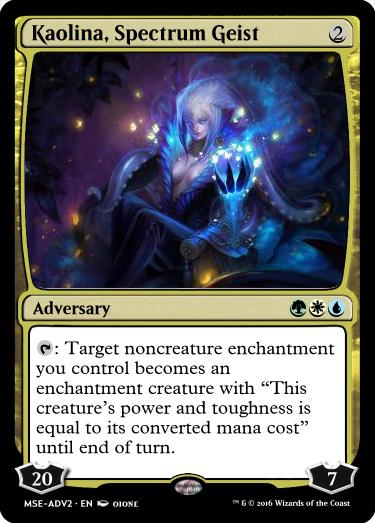 Kaolina, Spectrum Geist 2
Adversary
: Target noncreature enchantment
you control becomes an
enchantment creature with “This
creature's power and toughness is
equal to its converted mana cost”
until end of turn.
20 7
MSE-ADV2 · EN OIONE ™ & © 2016 Wizards of the Coast